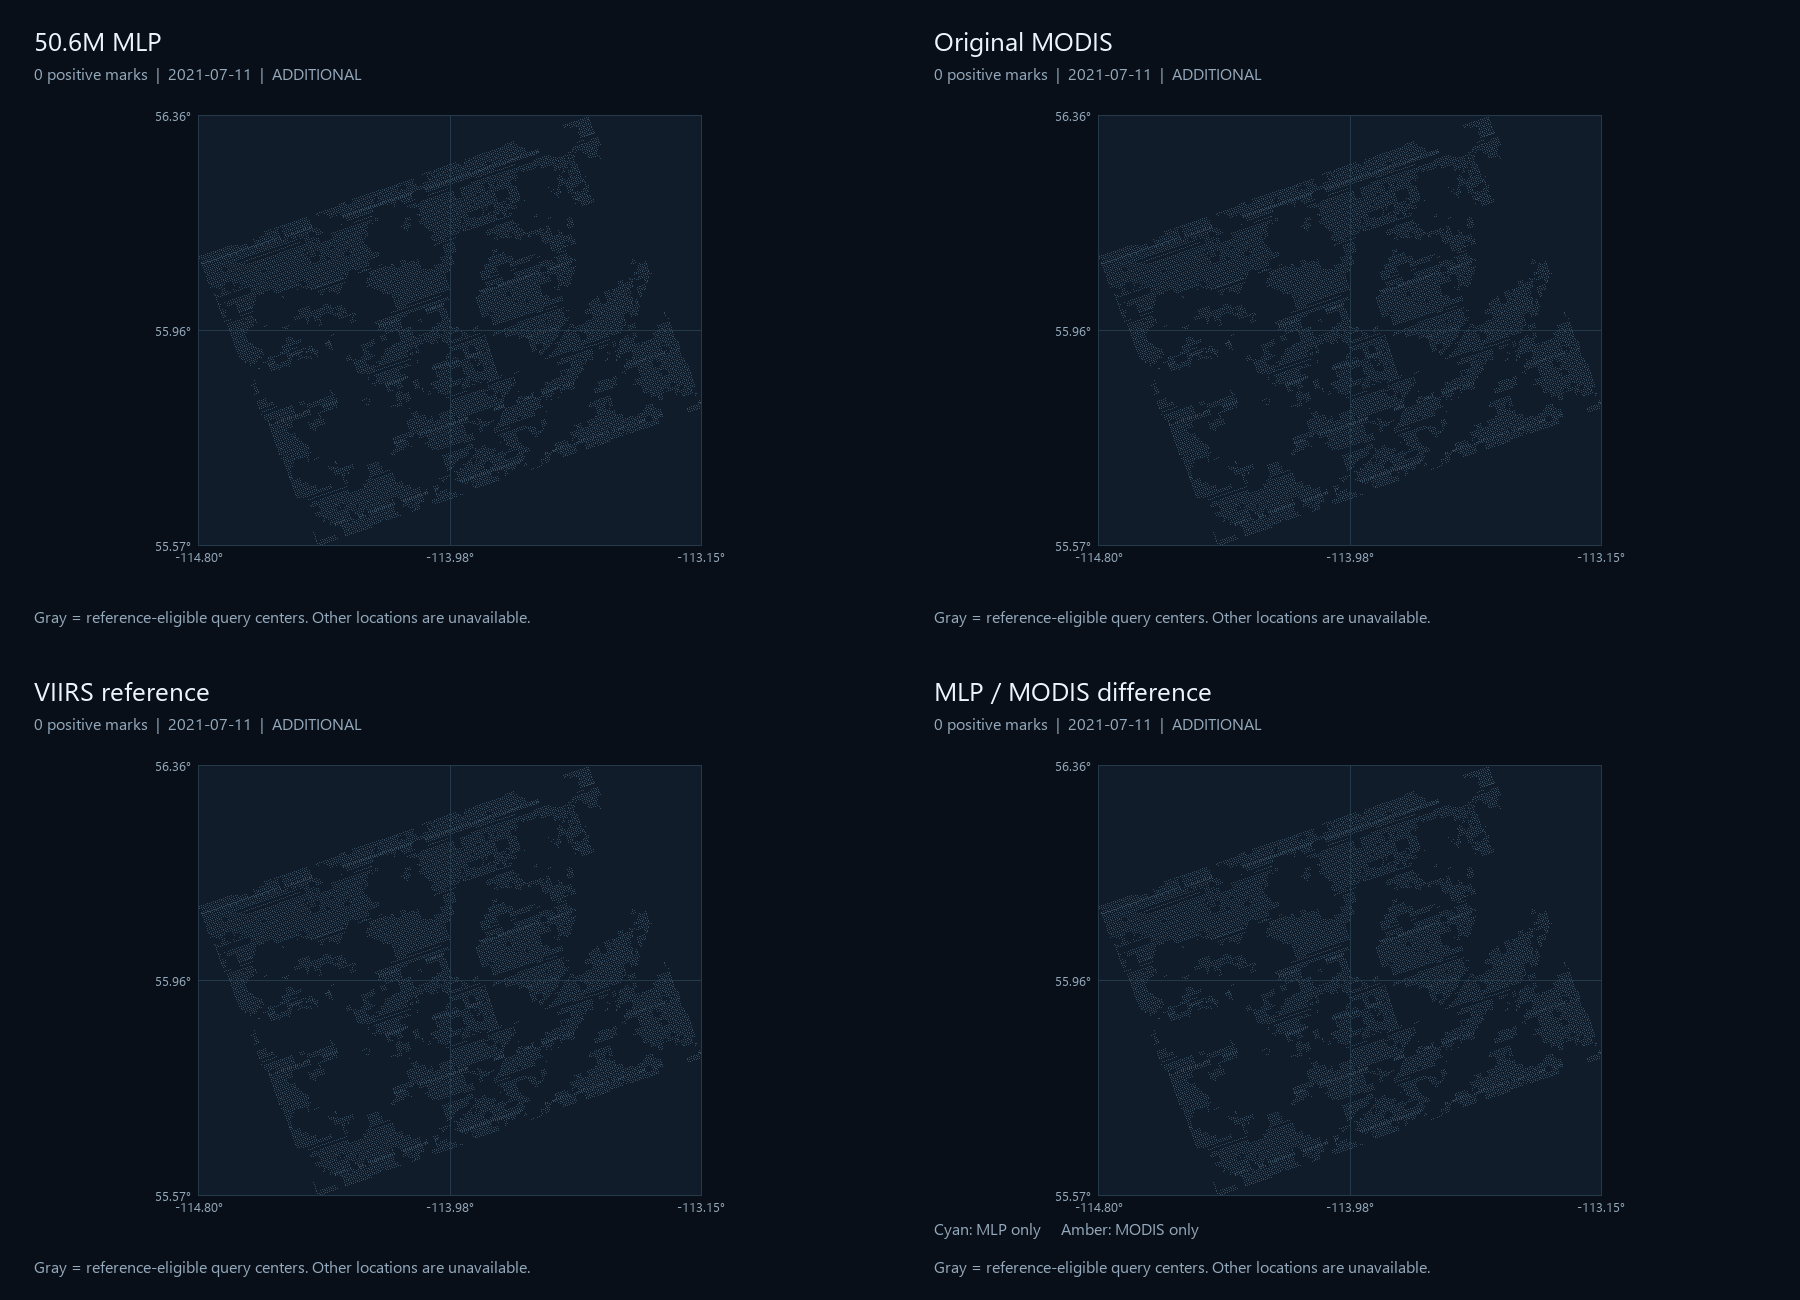 50.6M MLP
0 positive marks | 2021-07-11 | ADDITIONAL
56.36°
55.96°
55.57°
-114.80°
-113.98°
-113.15°
Gray = reference-eligible query centers. Other locations are unavailable.
Original MODIS
0 positive marks | 2021-07-11 | ADDITIONAL
56.36°
55.96°
55.57°
-114.80°
-113.98°
-113.15°
Gray = reference-eligible query centers. Other locations are unavailable.
VIIRS reference
0 positive marks | 2021-07-11 | ADDITIONAL
56.36°
55.96°
55.57°
-114.80°
-113.98°
-113.15°
Gray = reference-eligible query centers. Other locations are unavailable.
MLP / MODIS difference
0 positive marks | 2021-07-11 | ADDITIONAL
56.36°
55.96°
55.57°
-114.80°
-113.98°
-113.15°
Cyan: MLP only Amber: MODIS only
Gray = reference-eligible query centers. Other locations are unavailable.